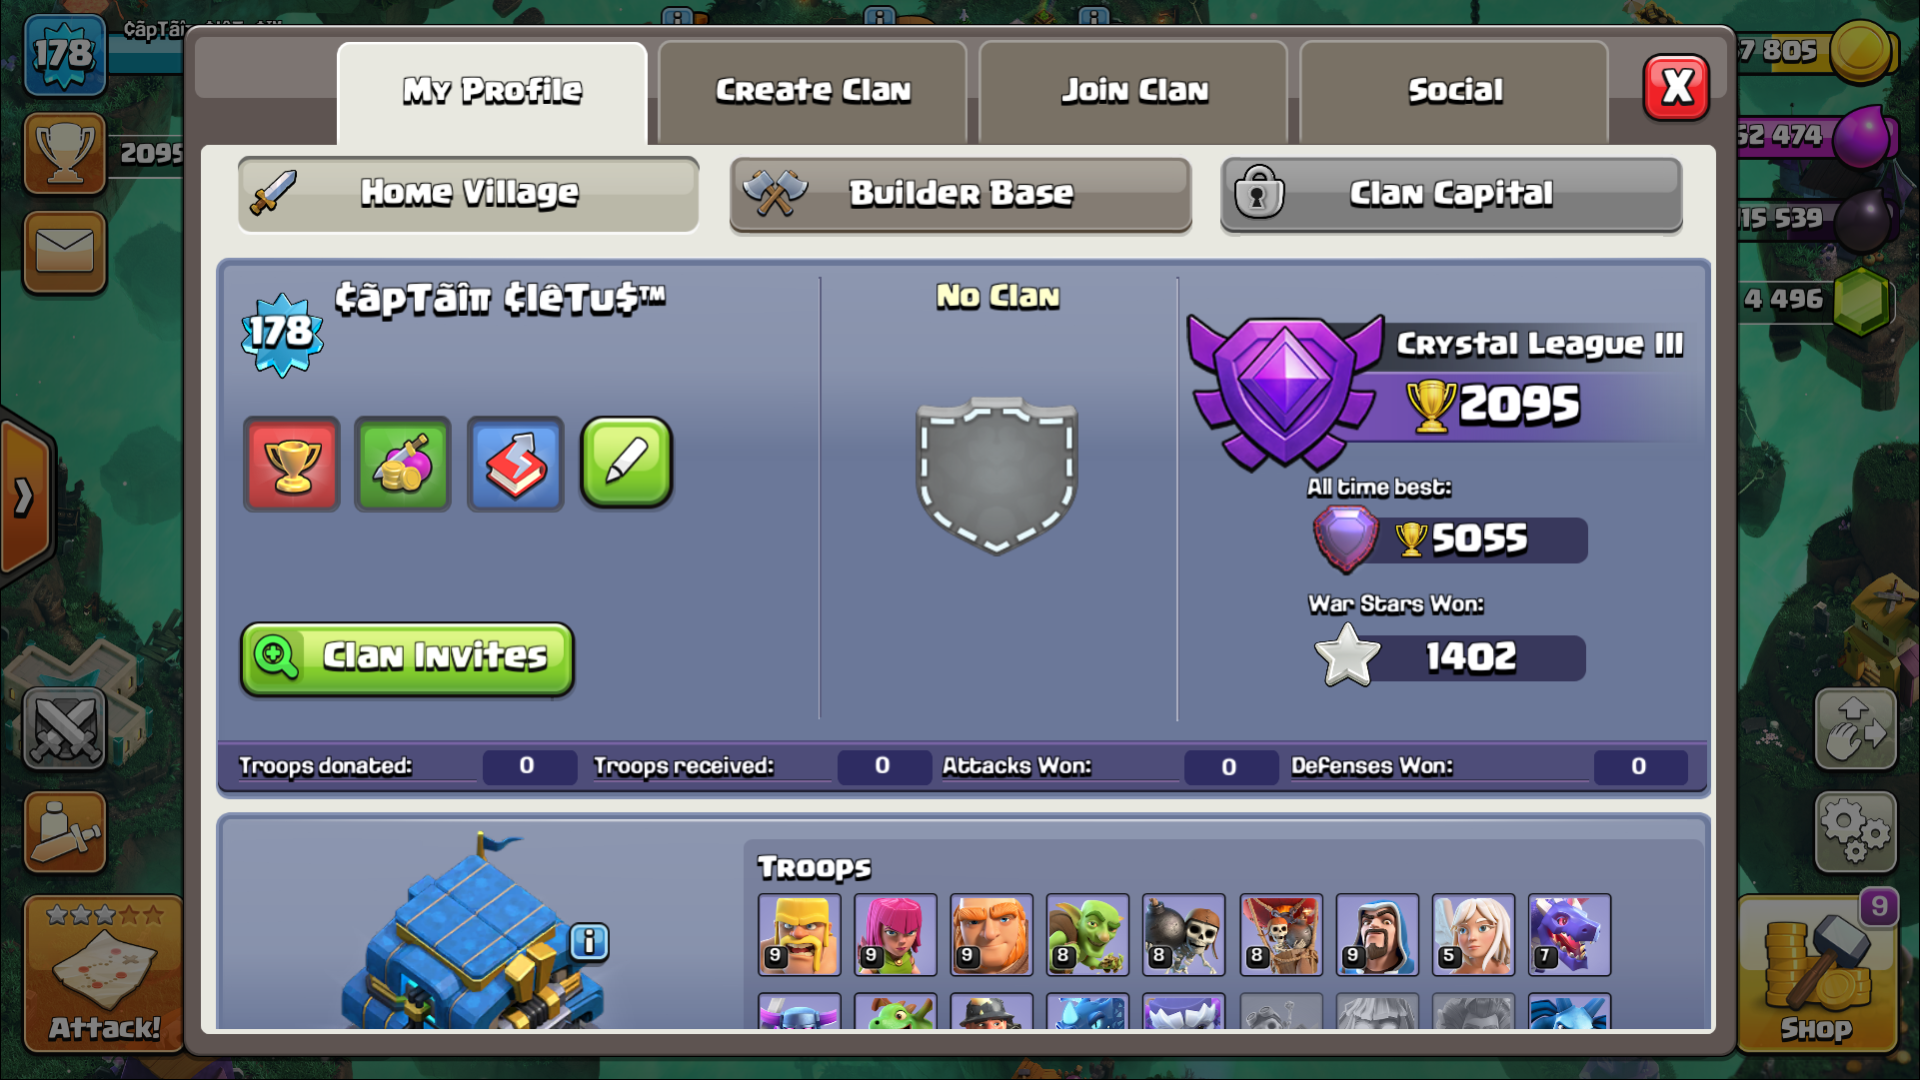 178
2095
My Profile
Create Clan
Join Clan
Social
X
7 805
52 474
15 539
4 496
Home Village
Builder Base
Clan Capital
178
¢ãpTãîπ ¢lêTu$™
No Clan
Crystal League III
2095
All time best:
5055
War Stars Won:
1402
Clan Invites
Troops donated: 0
Troops received: 0
Attacks Won: 0
Defenses Won: 0
Troops
9 9 9 8 8 8 9 5 7
Attack!
9
Shop